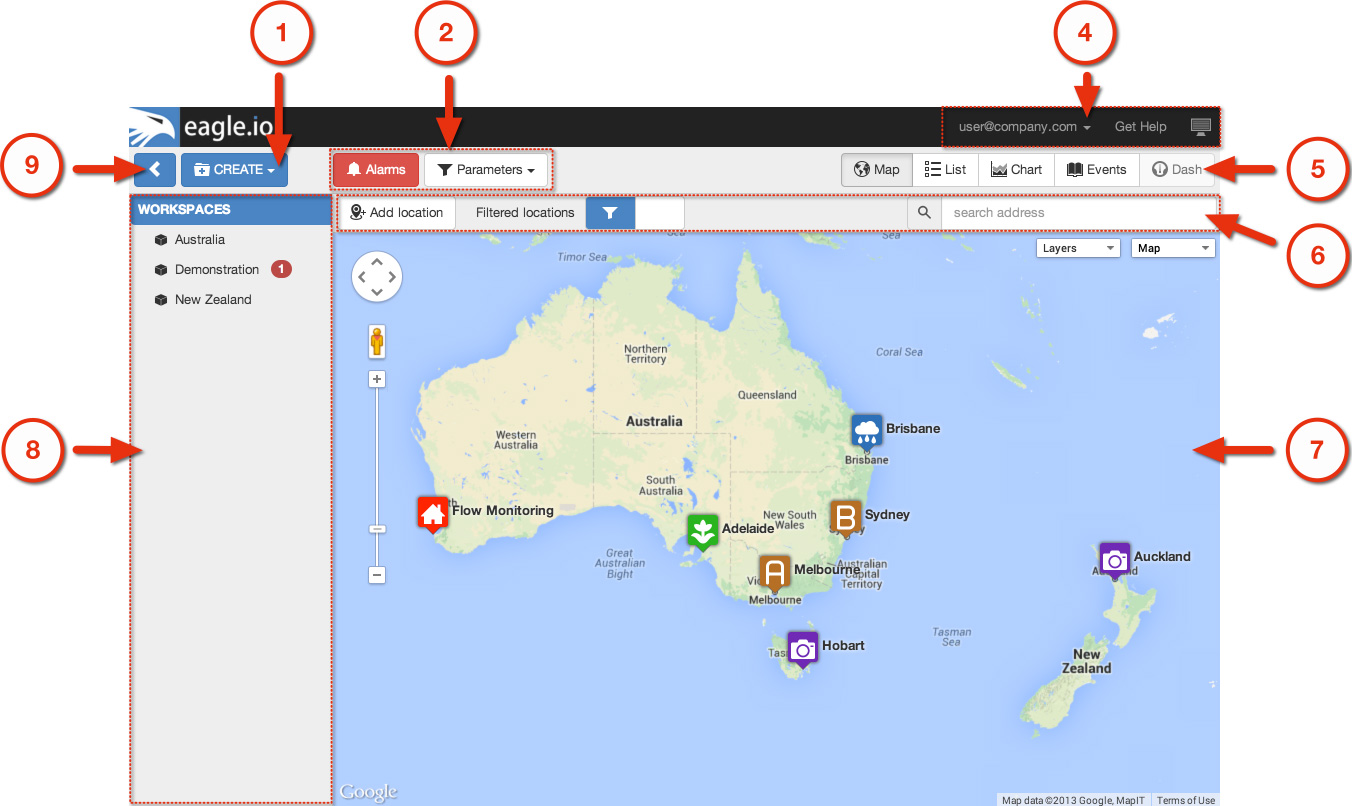 1
2
4
eagle.io
user@company.com
Get Help
9
CREATE
Alarms
Parameters
Map
List
Chart
Events
Dash
5
WORKSPACES
Add location
Filtered locations
search address
6
Australia
Demonstration 1
New Zealand
Sea
Timor Sea
Layers
Map
Northern
Territory
Coral Sea
Queensland
Australia
Western
Australia
Brisbane
Brisbane
8
7
South
Australia
Flow Monitoring
Adelaide
New South
Wales
B
Sydney
Great
Australian
Bight
A
Melbourne
Melbourne
Australian
Capital
Territory
Auckland
Hobart
Tasman
Sea
New
Zealand
Google
Map data ©2013 Google, MapIT
Terms of Use